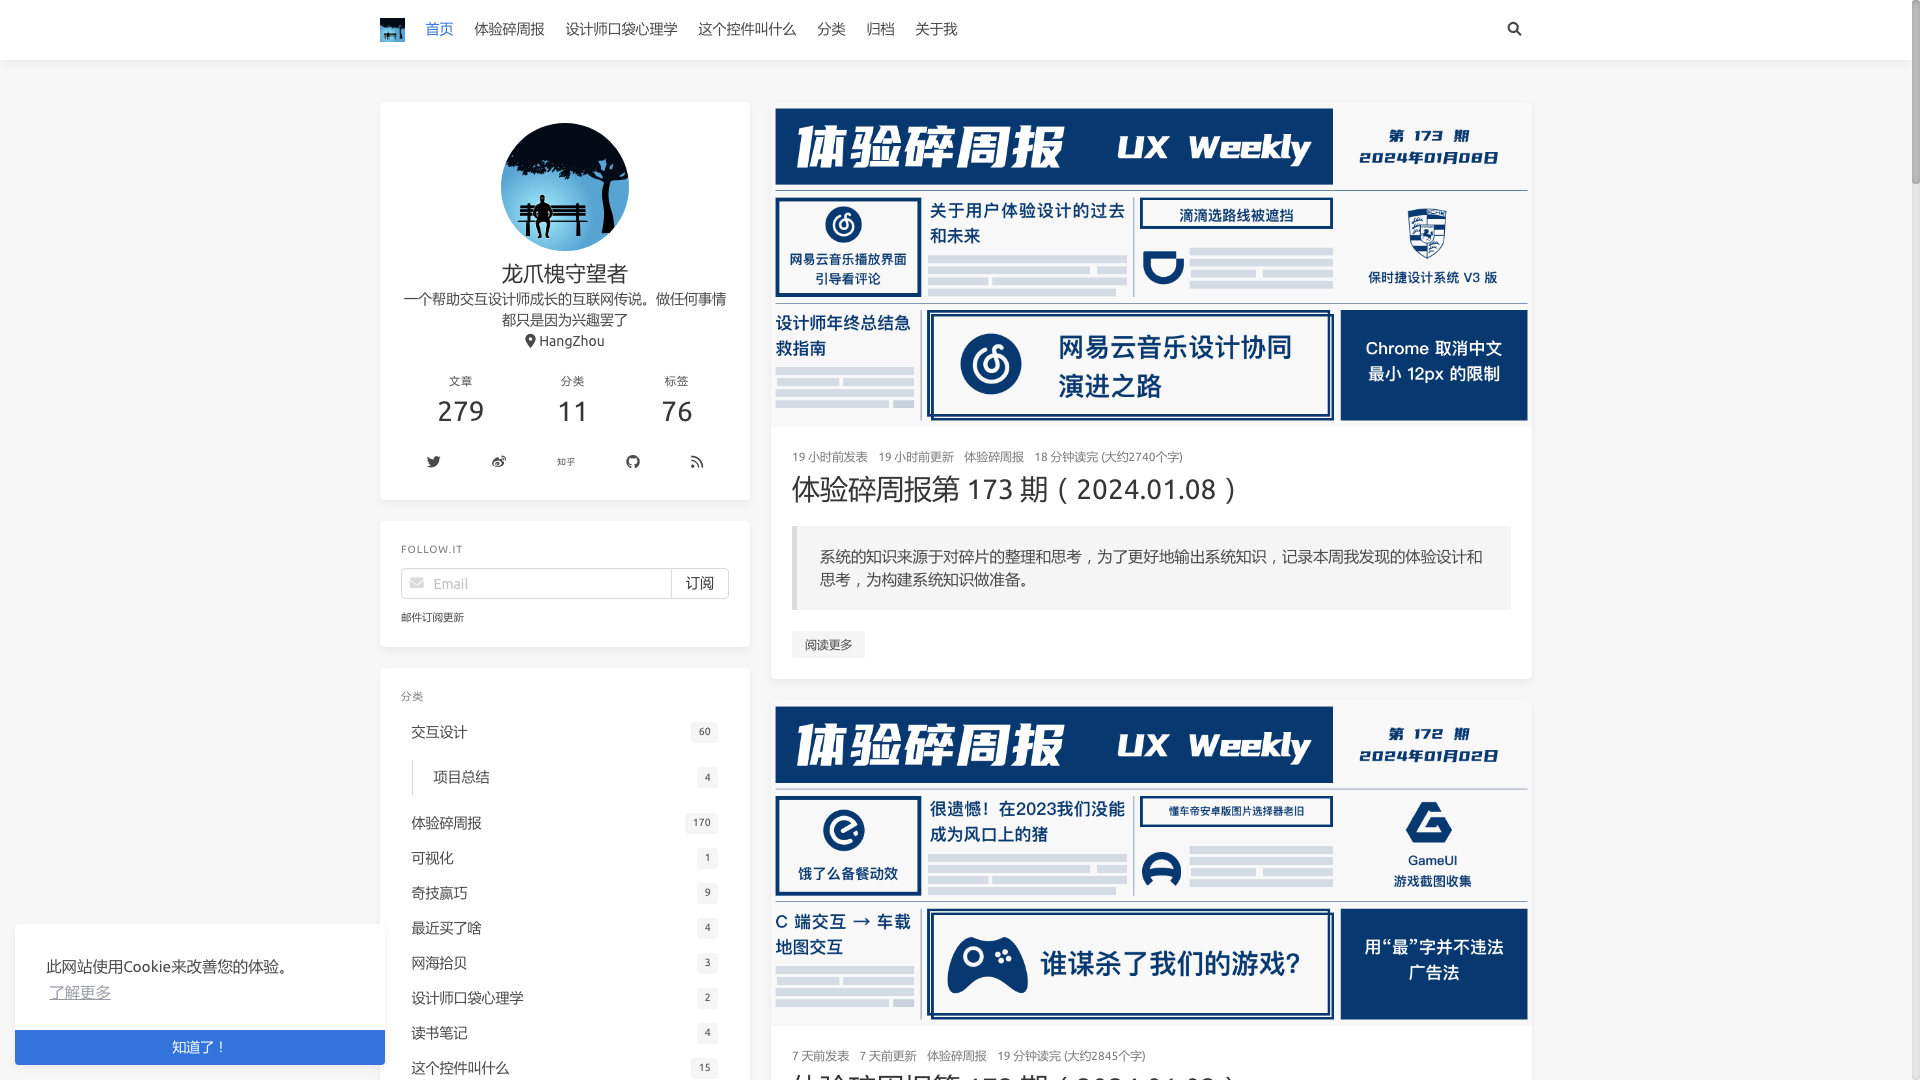 首页 体验碎周报 设计师口袋心理学 这个控件叫什么 分类 归档 关于我
龙爪槐守望者
一个帮助交互设计师成长的互联网传说。做任何事情
都只是因为兴趣罢了
HangZhou
文章 分类 标签
279 11 76
知乎
FOLLOW.IT
Email 订阅
邮件订阅更新
分类
交互设计 60
项目总结 4
体验碎周报 170
可视化 1
奇技赢巧 9
最近买了啥 4
网海拾贝 3
设计师口袋心理学 2
读书笔记 4
这个控件叫什么 15
体验碎周报 UX Weekly
第 173 期
2024年01月08日
网易云音乐播放界面
引导看评论
关于用户体验设计的过去
和未来
滴滴选路线被遮挡
保时捷设计系统 V3 版
设计师年终总结急
救指南
网易云音乐设计协同
演进之路
Chrome 取消中文
最小 12px 的限制
19 小时前发表 19 小时前更新 体验碎周报 18 分钟读完 (大约2740个字)
体验碎周报第 173 期（2024.01.08）
系统的知识来源于对碎片的整理和思考，为了更好地输出系统知识，记录本周我发现的体验设计和
思考，为构建系统知识做准备。
阅读更多
体验碎周报 UX Weekly
第 172 期
2024年01月02日
饿了么备餐动效
很遗憾！在2023我们没能
成为风口上的猪
懂车帝安卓版图片选择器老旧
GameUI
游戏截图收集
C 端交互 → 车载
地图交互
谁谋杀了我们的游戏?
用“最”字并不违法
广告法
7 天前发表 7 天前更新 体验碎周报 19 分钟读完 (大约2845个字)
体验碎周报第 172 期（2024.01.02）
此网站使用Cookie来改善您的体验。
了解更多
知道了！